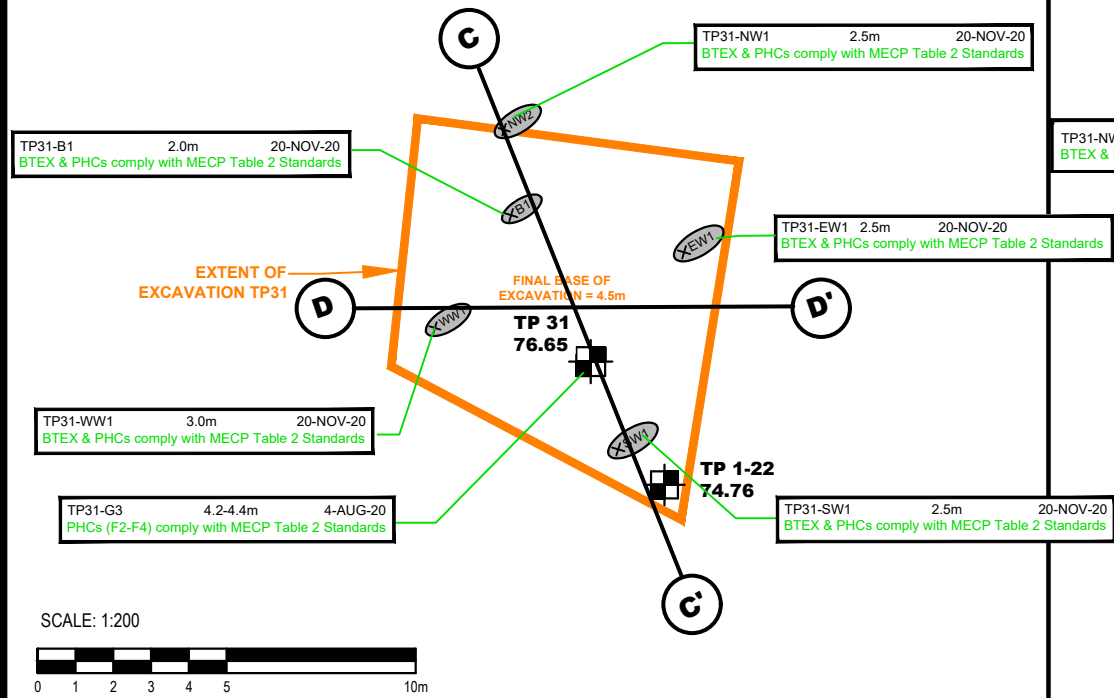 C
TP31-NW1 2.5m 20-NOV-20
BTEX & PHCs comply with MECP Table 2 Standards
XNW2
TP31-B1 2.0m 20-NOV-20
BTEX & PHCs comply with MECP Table 2 Standards
TP31-NW
BTEX &
XB1
TP31-EW1 2.5m 20-NOV-20
BTEX & PHCs comply with MECP Table 2 Standards
XEW1
EXTENT OF
EXCAVATION TP31
FINAL BASE OF
EXCAVATION = 4.5m
D
D'
XWW1
TP 31
76.65
TP31-WW1 3.0m 20-NOV-20
BTEX & PHCs comply with MECP Table 2 Standards
XSW1
TP 1-22
74.76
TP31-G3 4.2-4.4m 4-AUG-20
PHCs (F2-F4) comply with MECP Table 2 Standards
TP31-SW1 2.5m 20-NOV-20
BTEX & PHCs comply with MECP Table 2 Standards
C'
SCALE: 1:200
0 1 2 3 4 5 10m